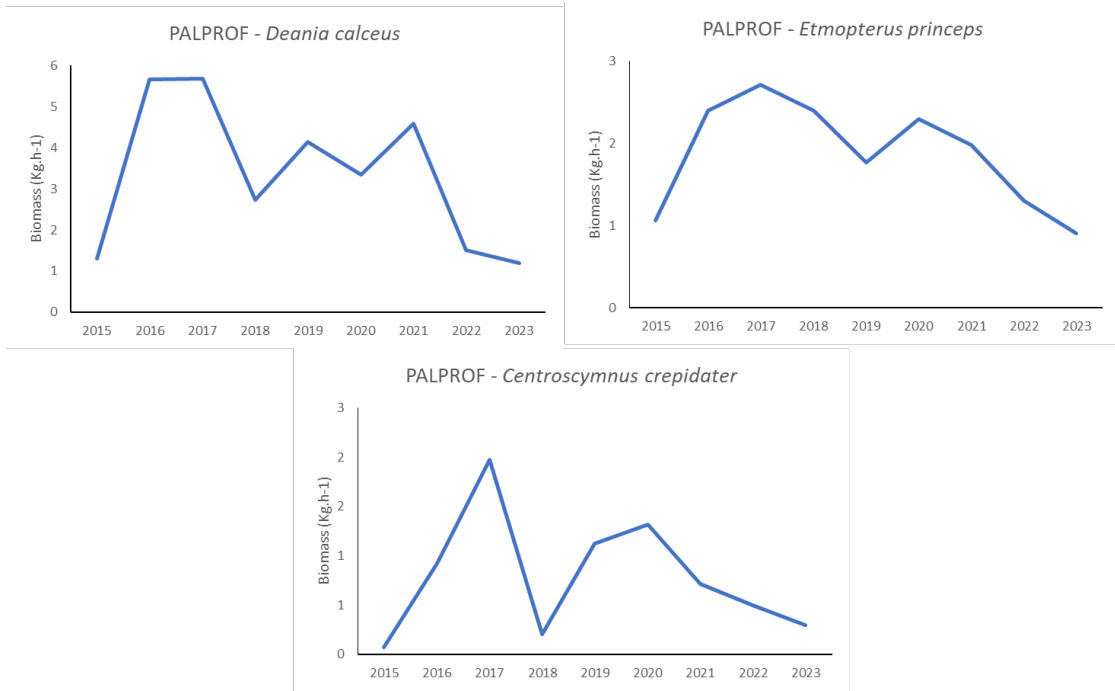 PALPROF - Deania calceus
Biomass (Kg.h-1)
6
5
4
3
2
1
0
2015 2016 2017 2018 2019 2020 2021 2022 2023
PALPROF - Etmopterus princeps
Biomass (Kg.h-1)
3
2
1
0
2015 2016 2017 2018 2019 2020 2021 2022 2023
PALPROF - Centroscymnus crepidater
Biomass (Kg.h-1)
3
2
2
1
1
0
2015 2016 2017 2018 2019 2020 2021 2022 2023